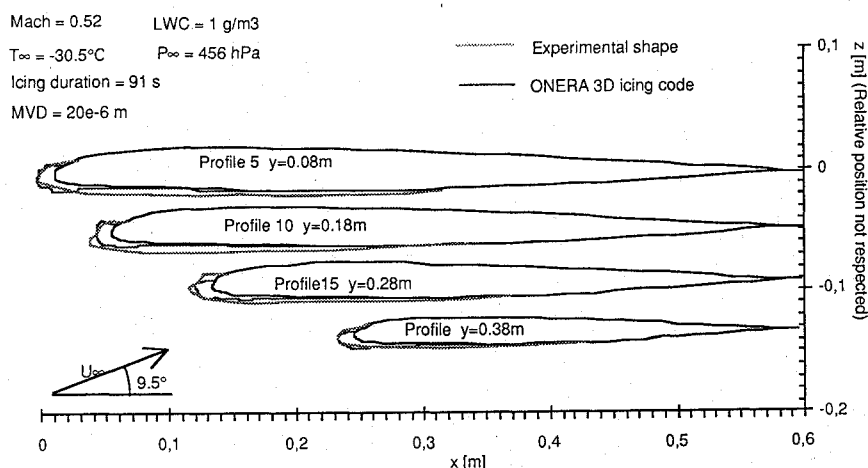 Mach = 0.52 LWC = 1 g/m3
T∞ = -30.5°C P∞ = 456 hPa
Icing duration = 91 s
MVD = 20e-6 m
Experimental shape
ONERA 3D icing code
Profile 5 y=0.08m
Profile 10 y=0.18m
Profile15 y=0.28m
Profile y=0.38m
U∞
9.5°
0,1
0
-0,1
-0,2
z [m] (Relative position not respected)
0 0,1 0,2 0,3 0,4 0,5 0,6
x [m]